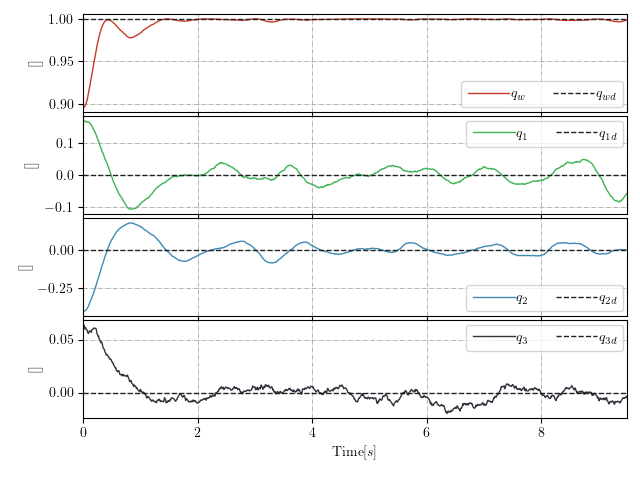 1.00
0.95
0.90
[]
q_w q_wd
0.1
0.0
−0.1
[]
q_1 q_1d
0.00
−0.25
[]
q_2 q_2d
0.05
0.00
[]
q_3 q_3d
0 2 4 6 8
Time[s]